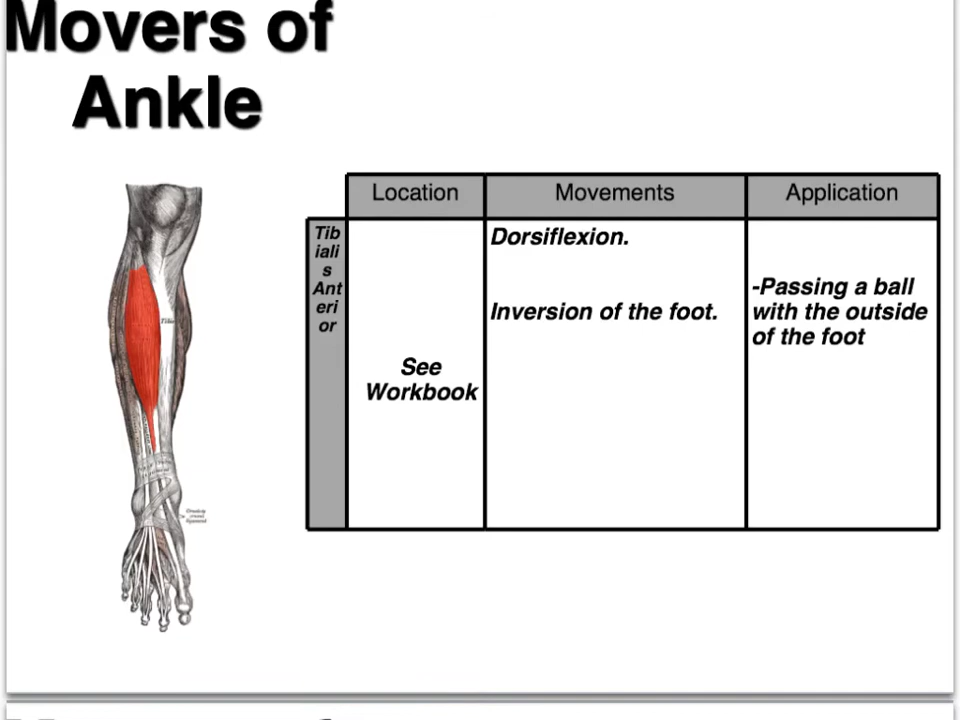 Movers of
Ankle
Location Movements Application
Tib
iali
s
Ant
eri
or
See
Workbook
Dorsiflexion.
Inversion of the foot.
-Passing a ball
with the outside
of the foot